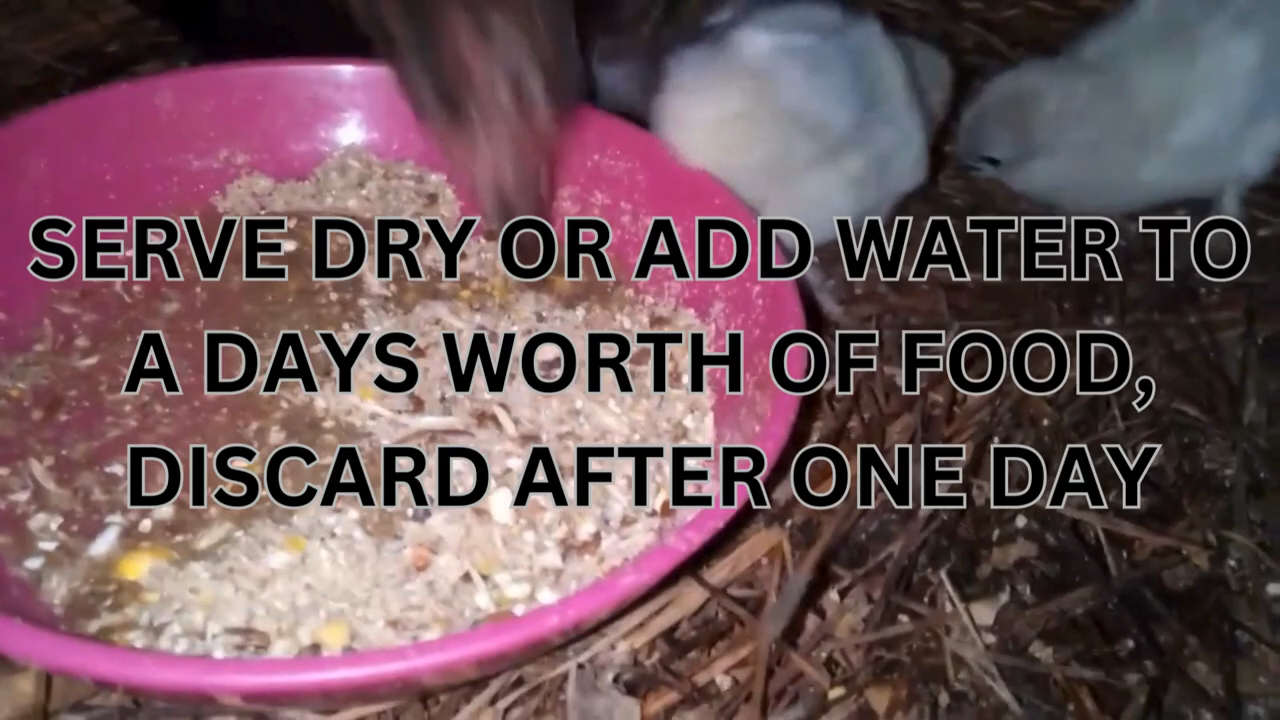 SERVE DRY OR ADD WATER TO
A DAYS WORTH OF FOOD,
DISCARD AFTER ONE DAY